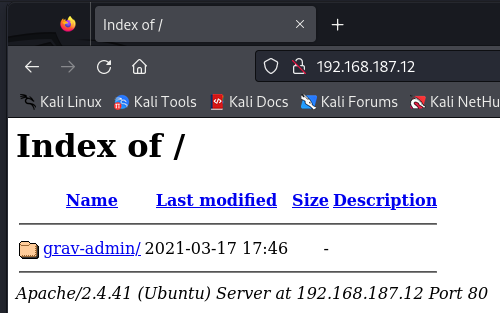 Index of /
192.168.187.12
Kali Linux Kali Tools Kali Docs Kali Forums Kali NetHu
Index of /
Name Last modified Size Description
grav-admin/ 2021-03-17 17:46 -
Apache/2.4.41 (Ubuntu) Server at 192.168.187.12 Port 80